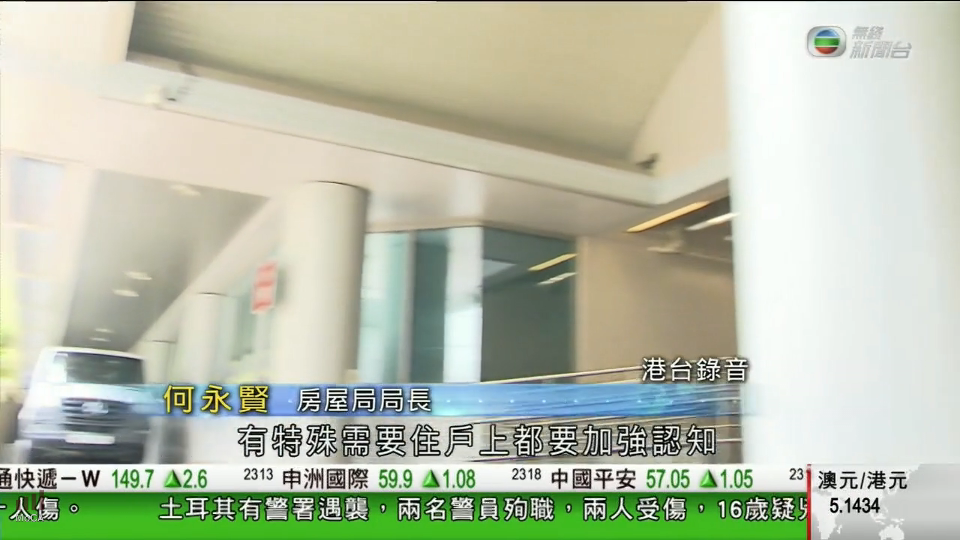 無綫
新聞台
港台錄音
何永賢 房屋局局長
有特殊需要住戶上都要加強認知
通快遞－W 149.7 ▲2.6 2313 申洲國際 59.9 ▲1.08 2318 中國平安 57.05 ▲1.05 23
澳元/港元
5.1434
一人傷。 土耳其有警署遇襲，兩名警員殉職，兩人受傷，16歲疑兇